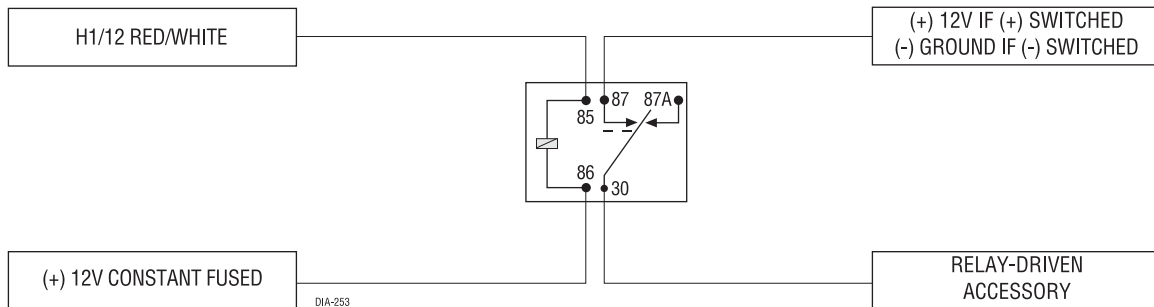 H1/12 RED/WHITE
(+) 12V IF (+) SWITCHED
(-) GROUND IF (-) SWITCHED
87
87A
85
86
30
(+) 12V CONSTANT FUSED
RELAY-DRIVEN
ACCESSORY
DIA-253